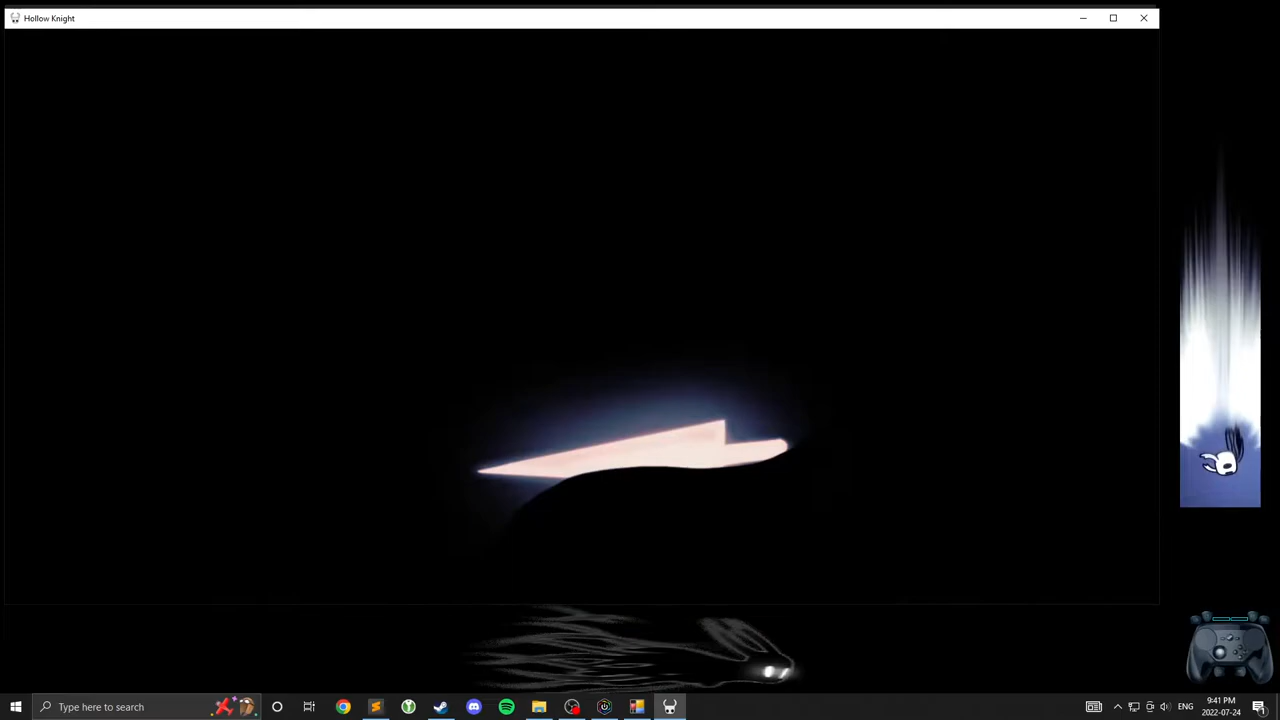 Hollow Knight
Type here to search
ENG
9:41 PM
2022-07-24